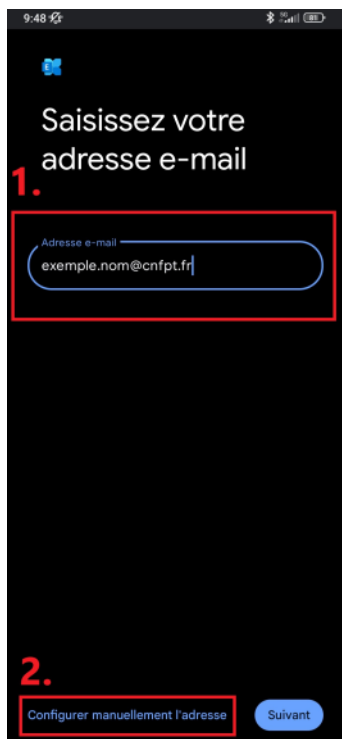 9:48
Saisissez votre
adresse e-mail
1.
Adresse e-mail
exemple.nom@cnfpt.fr
2.
Configurer manuellement l'adresse
Suivant